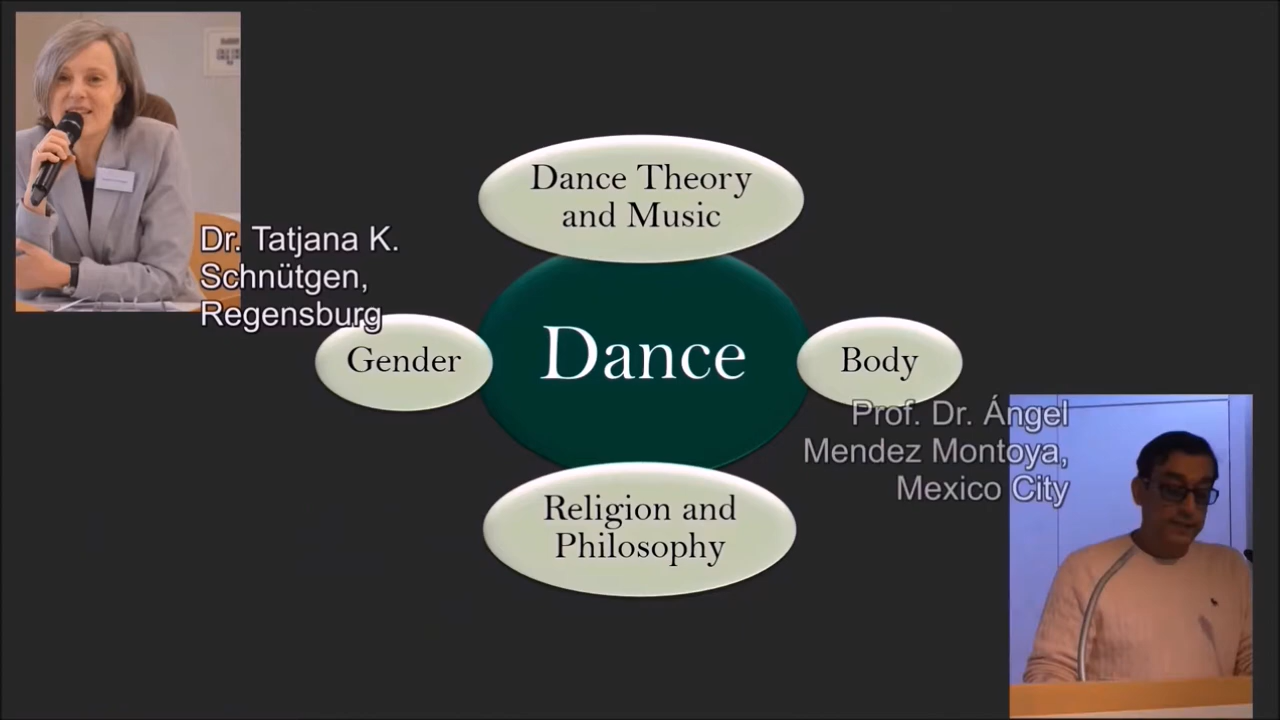 Dance Theory
and Music
Dr. Tatjana K.
Schnütgen,
Regensburg
Gender
Dance
Body
Prof. Dr. Ángel
Mendez Montoya,
Mexico City
Religion and
Philosophy